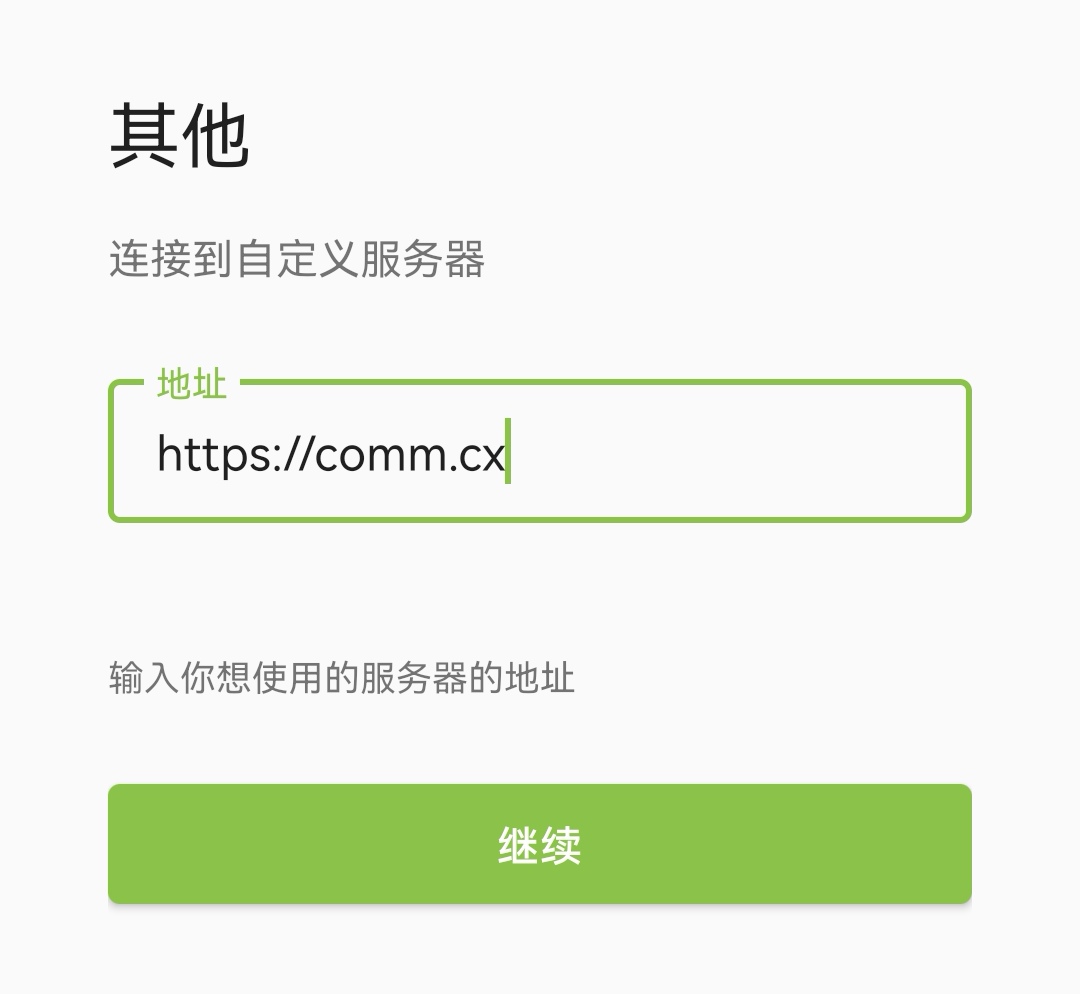 其他
连接到自定义服务器
地址
https://comm.cx
输入你想使用的服务器的地址
继续